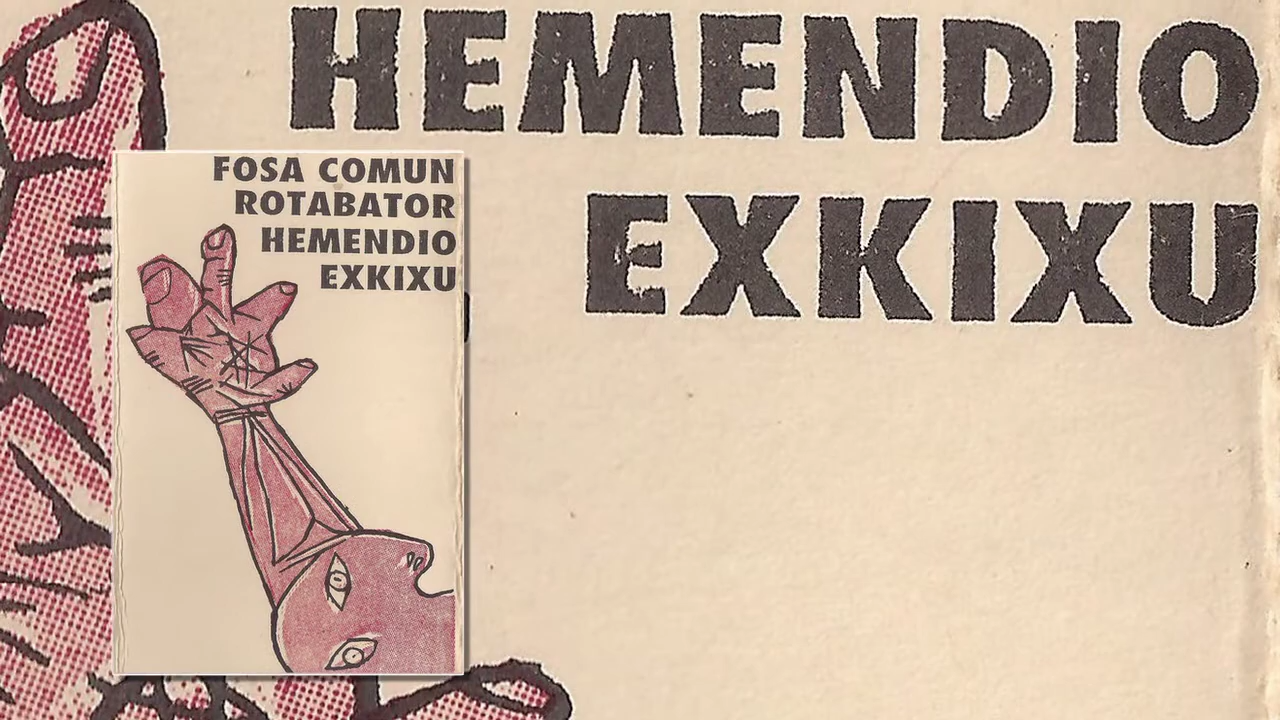 HEMENDIO
EXKIXU
FOSA COMUN
ROTABATOR
HEMENDIO
EXKIXU